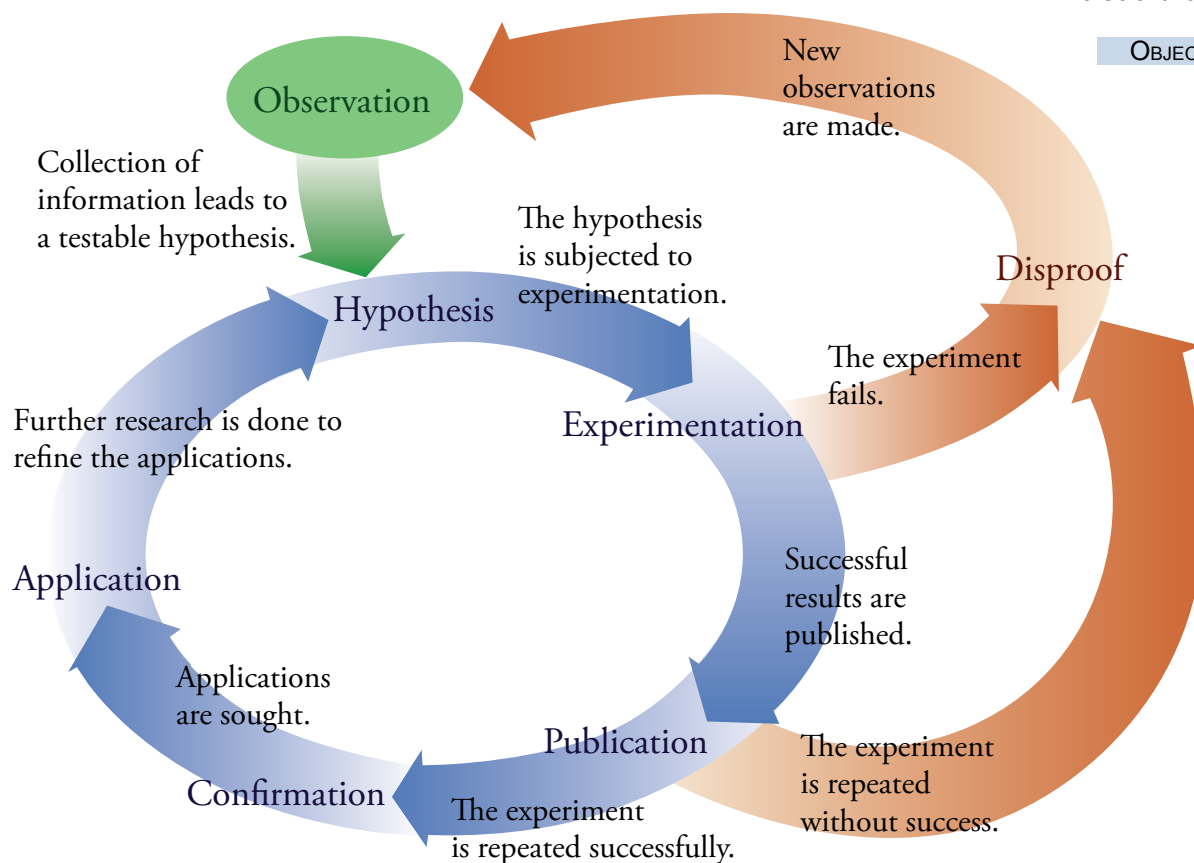 OBJEC
New
observations
are made.
Observation
Collection of
information leads to
a testable hypothesis.
The hypothesis
is subjected to
experimentation.
Disproof
Hypothesis
The experiment
fails.
Further research is done to
refine the applications.
Experimentation
Application
Successful
results are
published.
Applications
are sought.
Publication
The experiment
is repeated
without success.
Confirmation
The experiment
is repeated successfully.